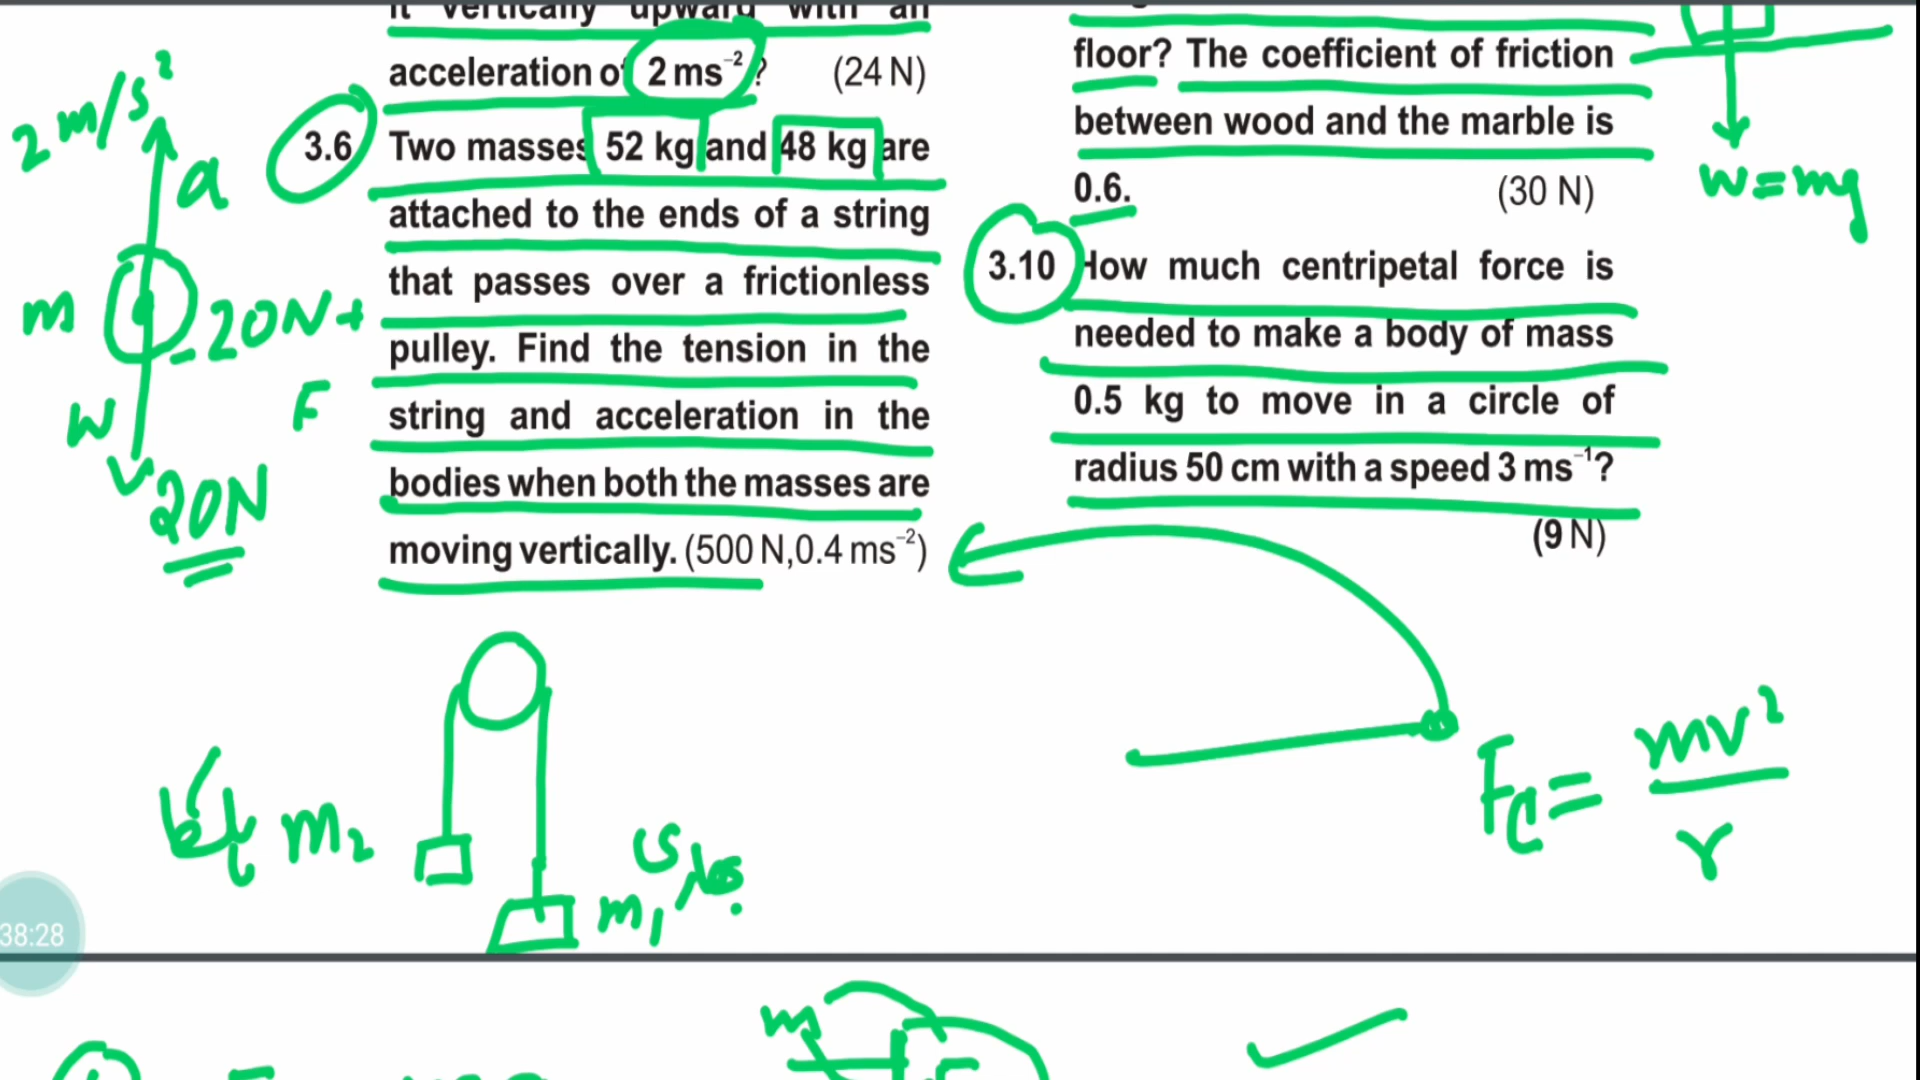 it vertically upward with an
acceleration of 2 ms⁻² ? (24 N)
3.6 Two masses 52 kg and 48 kg are
attached to the ends of a string
that passes over a frictionless
pulley. Find the tension in the
string and acceleration in the
bodies when both the masses are
moving vertically. (500 N,0.4 ms⁻²)
2 m/s²
a
m
20N+
F
W
20N
m₂
m₁
38:28
floor? The coefficient of friction
between wood and the marble is
0.6. (30 N)
3.10 How much centripetal force is
needed to make a body of mass
0.5 kg to move in a circle of
radius 50 cm with a speed 3 ms⁻¹?
(9 N)
W=mg
Fc= mv²
r
m